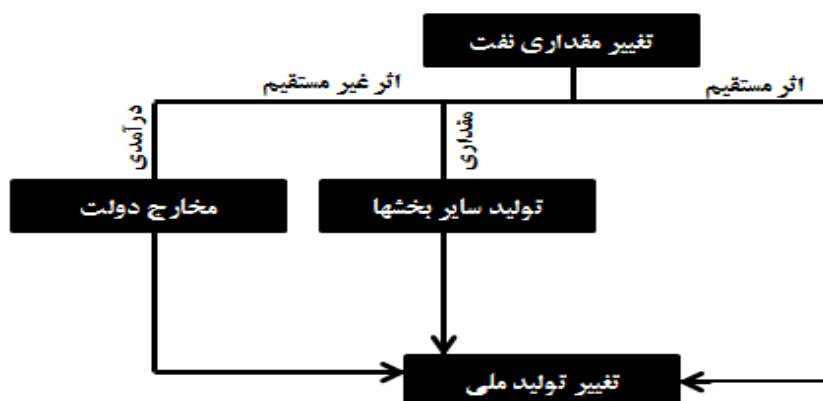 تغییر مقداری نفت
اثر مستقیم
اثر غیر مستقیم
مقداری
درآمدی
تولید سایر بخشها
مخارج دولت
تغییر تولید ملی